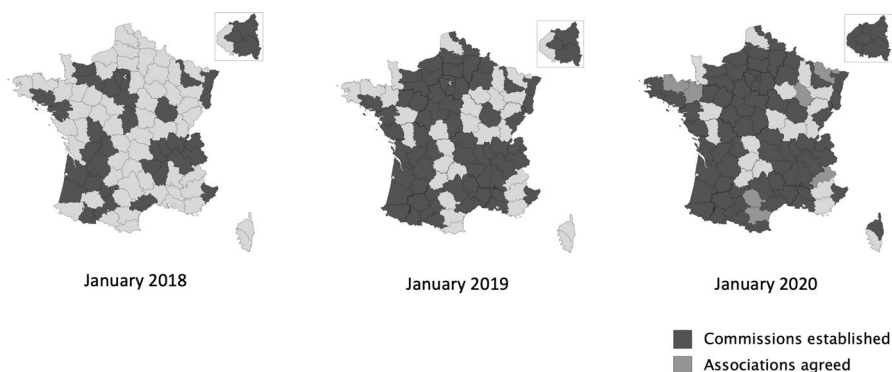 January 2018
January 2019
January 2020
Commissions established
Associations agreed